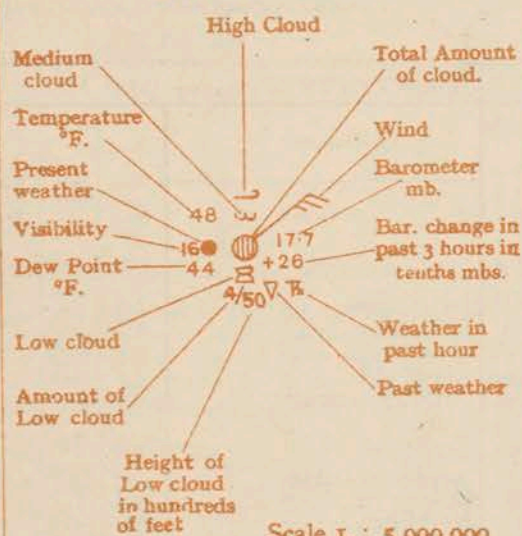 High Cloud
Medium
cloud
Total Amount
of cloud.
Temperature
°F.
Wind
Present
weather
Barometer
mb.
48
Visibility
16
17.7
Bar. change in
past 3 hours in
tenths mbs.
+26
Dew Point
°F.
44
4/50
Low cloud
Weather in
past hour
Amount of
Low cloud
Past weather
Height of
Low cloud
in hundreds
of feet
Scale 1 : 5,000,000